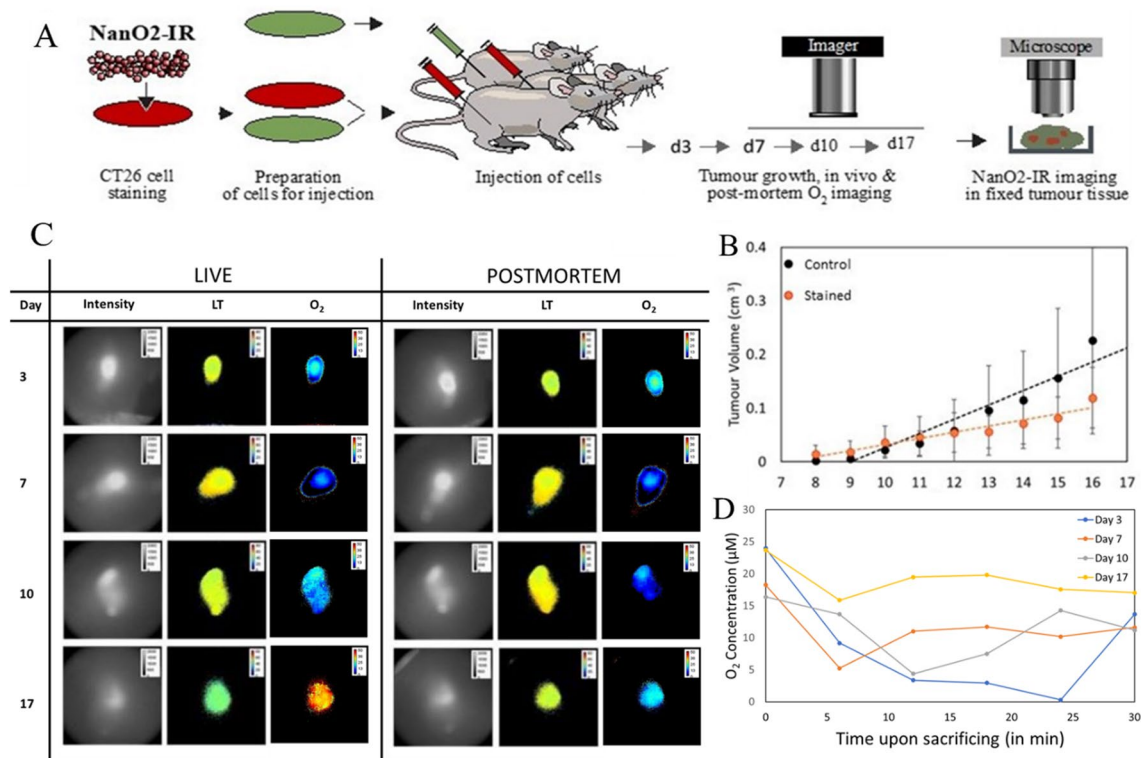 A
NanO2-IR
CT26 cell
staining
Preparation
of cells for injection
Injection of cells
Imager
d3 d7 d10 d17
Tumour growth, in vivo &
post-mortem O2 imaging
Microscope
NanO2-IR imaging
in fixed tumour tissue
C
LIVE POSTMORTEM
Day Intensity LT O2 Intensity LT O2
3
7
10
17
B
Control
Stained
Tumour Volume (cm 3)
0.4
0.3
0.2
0.1
0
7 8 9 10 11 12 13 14 15 16 17
D
Day 3
Day 7
Day 10
Day 17
O2 Concentration (µM)
30
25
20
15
10
5
0
0 5 10 15 20 25 30
Time upon sacrificing (in min)